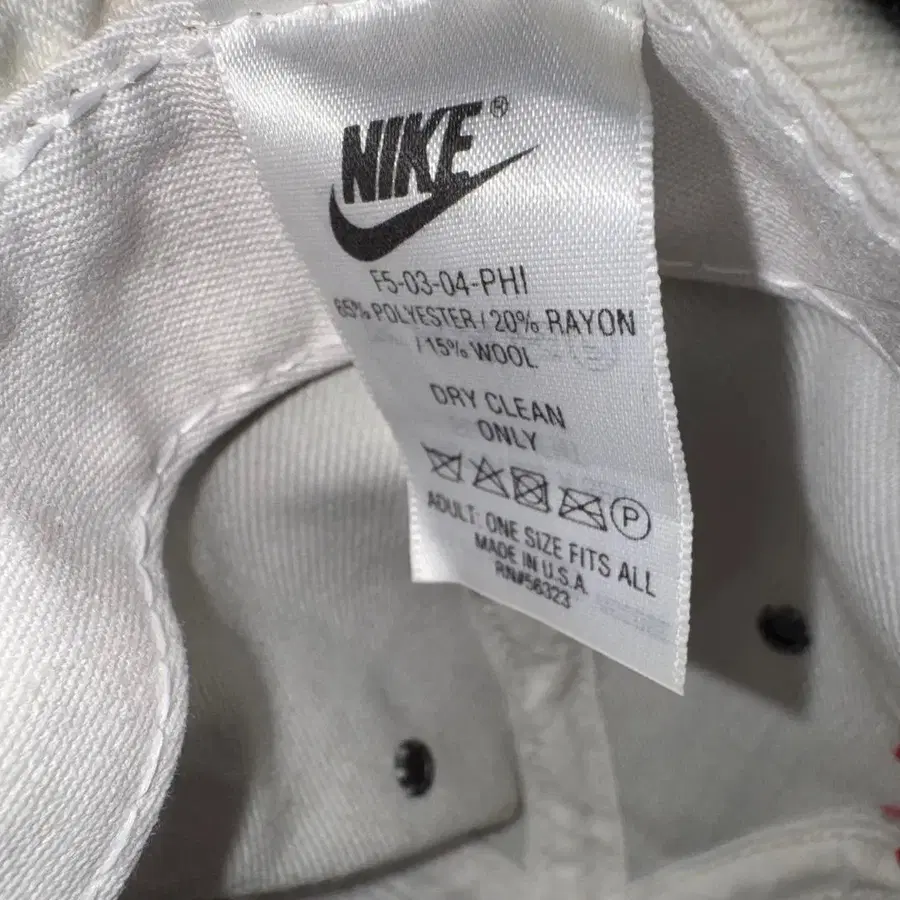 NIKE®
F5-03-04-PHI
65% POLYESTER / 20% RAYON
/ 15% WOOL
DRY CLEAN
ONLY
P
ADULT: ONE SIZE FITS ALL
MADE IN U.S.A.
RN#56323